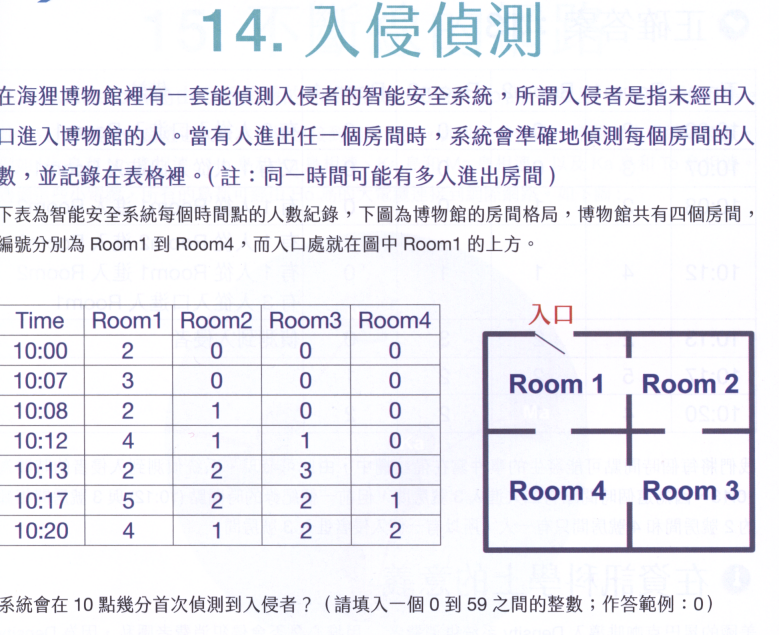 14. 入侵偵測
在海狸博物館裡有一套能偵測入侵者的智能安全系統，所謂入侵者是指未經由入
口進入博物館的人。當有人進出任一個房間時，系統會準確地偵測每個房間的人
數，並記錄在表格裡。(註：同一時間可能有多人進出房間)
下表為智能安全系統每個時間點的人數紀錄，下圖為博物館的房間格局，博物館共有四個房間，
編號分別為 Room1 到 Room4，而入口處就在圖中 Room1 的上方。
Time Room1 Room2 Room3 Room4
10:00 2 0 0 0
10:07 3 0 0 0
10:08 2 1 0 0
10:12 4 1 1 0
10:13 2 2 3 0
10:17 5 2 2 1
10:20 4 1 2 2
入口
Room 1 Room 2
Room 4 Room 3
系統會在 10 點幾分首次偵測到入侵者？（請填入一個 0 到 59 之間的整數；作答範例：0）